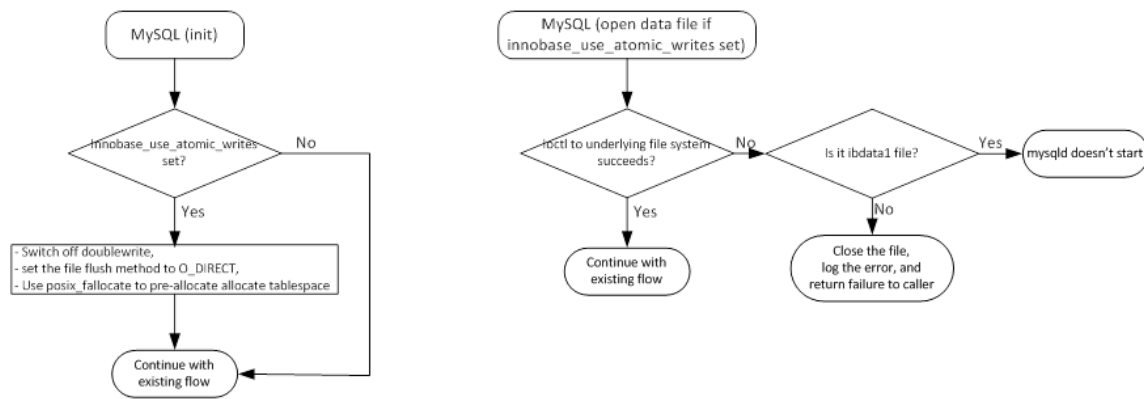 MySQL (init)
innobase_use_atomic_writes
set?
No
Yes
- Switch off doublewrite,
- set the file flush method to O_DIRECT,
- Use posix_fallocate to pre-allocate allocate tablespace
Continue with
existing flow
MySQL (open data file if
innobase_use_atomic_writes set)
ioctl to underlying file system
succeeds?
No
Yes
Continue with
existing flow
Is it ibdata1 file?
Yes
mysqld doesn't start
No
Close the file,
log the error, and
return failure to caller